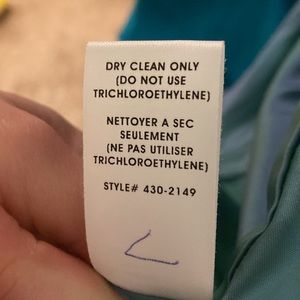 DRY CLEAN ONLY
(DO NOT USE
TRICHLOROETHYLENE)
NETTOYER A SEC
SEULEMENT
(NE PAS UTILISER
TRICHLOROETHYLENE)
STYLE# 430-2149